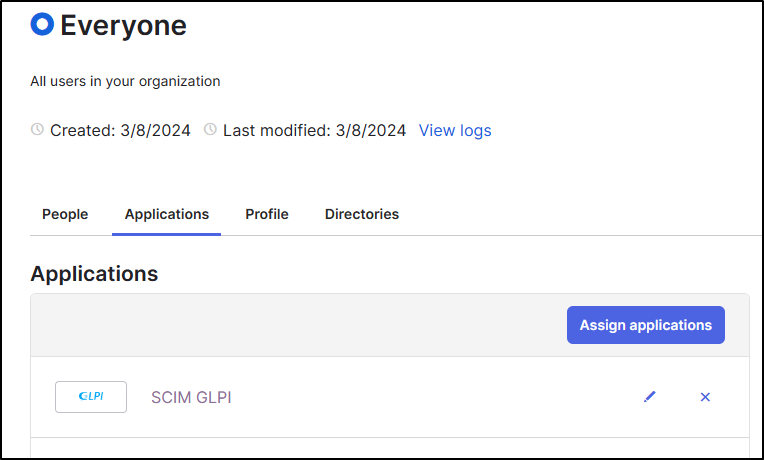 Everyone
All users in your organization
Created: 3/8/2024 Last modified: 3/8/2024 View logs
People Applications Profile Directories
Applications
Assign applications
GLPI SCIM GLPI